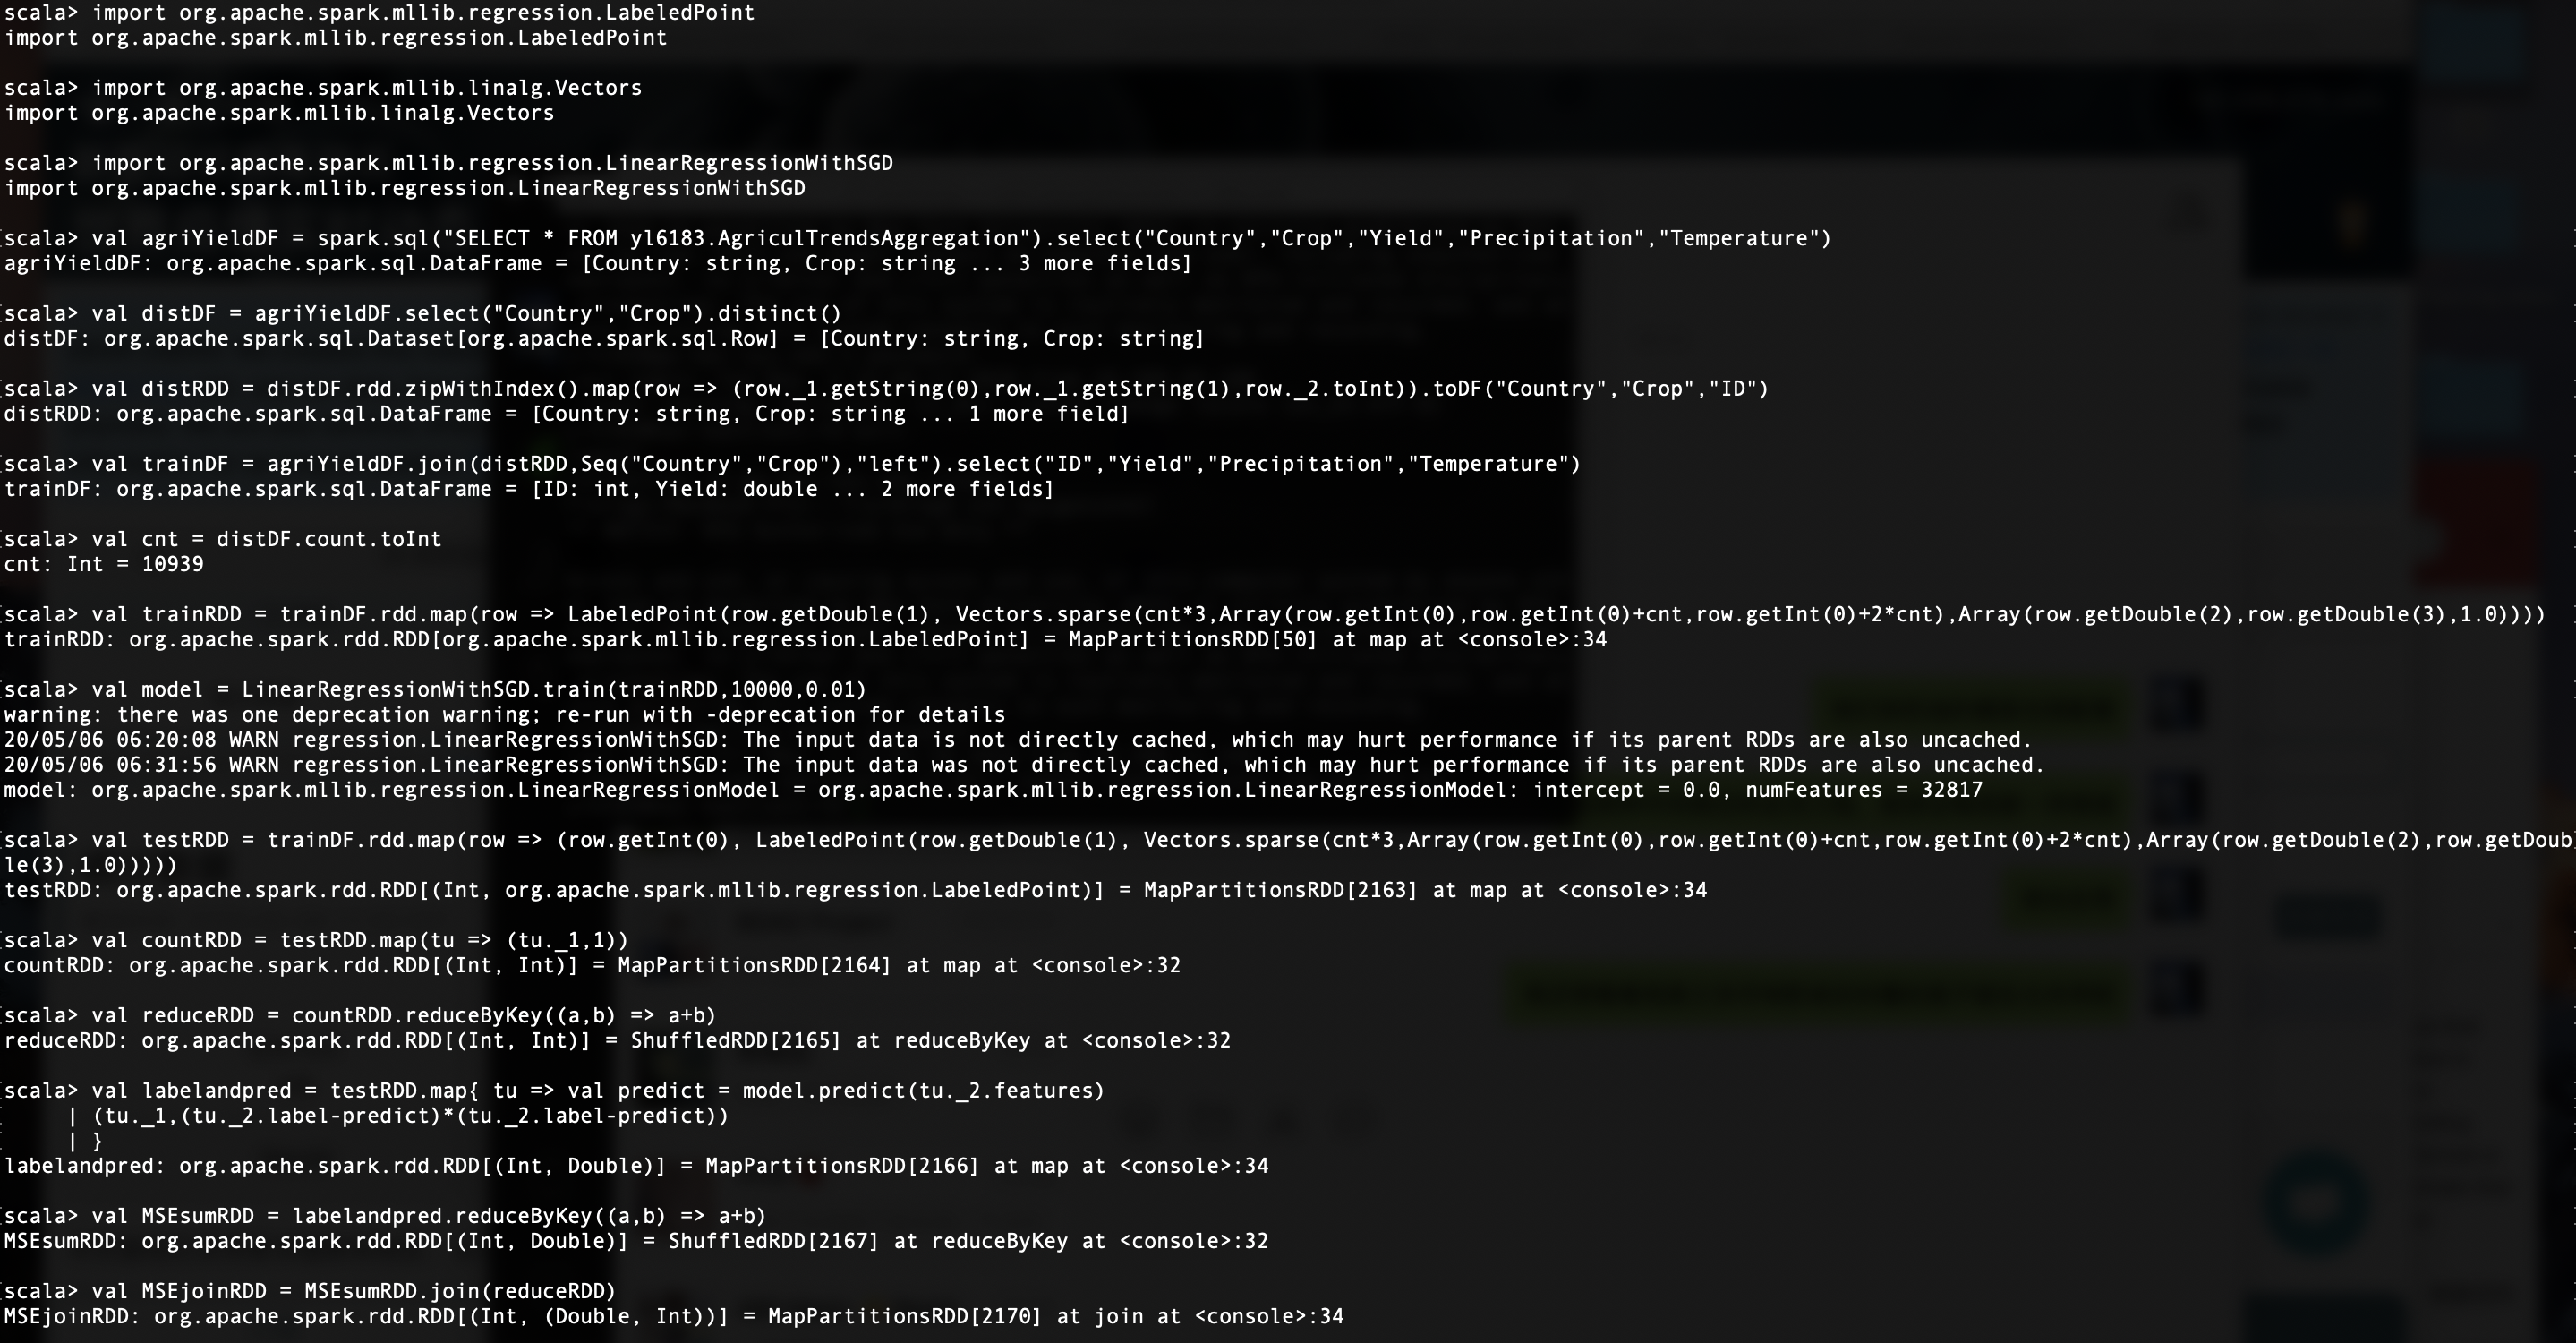 scala> import org.apache.spark.mllib.regression.LabeledPoint
import org.apache.spark.mllib.regression.LabeledPoint
scala> import org.apache.spark.mllib.linalg.Vectors
import org.apache.spark.mllib.linalg.Vectors
scala> import org.apache.spark.mllib.regression.LinearRegressionWithSGD
import org.apache.spark.mllib.regression.LinearRegressionWithSGD
scala> val agriYieldDF = spark.sql("SELECT * FROM yl6183.AgriculTrendsAggregation").select("Country","Crop","Yield","Precipitation","Temperature")
agriYieldDF: org.apache.spark.sql.DataFrame = [Country: string, Crop: string ... 3 more fields]
scala> val distDF = agriYieldDF.select("Country","Crop").distinct()
distDF: org.apache.spark.sql.Dataset[org.apache.spark.sql.Row] = [Country: string, Crop: string]
scala> val distRDD = distDF.rdd.zipWithIndex().map(row => (row._1.getString(0),row._1.getString(1),row._2.toInt)).toDF("Country","Crop","ID")
distRDD: org.apache.spark.sql.DataFrame = [Country: string, Crop: string ... 1 more field]
scala> val trainDF = agriYieldDF.join(distRDD,Seq("Country","Crop"),"left").select("ID","Yield","Precipitation","Temperature")
trainDF: org.apache.spark.sql.DataFrame = [ID: int, Yield: double ... 2 more fields]
scala> val cnt = distDF.count.toInt
cnt: Int = 10939
scala> val trainRDD = trainDF.rdd.map(row => LabeledPoint(row.getDouble(1), Vectors.sparse(cnt*3,Array(row.getInt(0),row.getInt(0)+cnt,row.getInt(0)+2*cnt),Array(row.getDouble(2),row.getDouble(3),1.0))))
trainRDD: org.apache.spark.rdd.RDD[org.apache.spark.mllib.regression.LabeledPoint] = MapPartitionsRDD[50] at map at <console>:34
scala> val model = LinearRegressionWithSGD.train(trainRDD,10000,0.01)
warning: there was one deprecation warning; re-run with -deprecation for details
20/05/06 06:20:08 WARN regression.LinearRegressionWithSGD: The input data is not directly cached, which may hurt performance if its parent RDDs are also uncached.
20/05/06 06:31:56 WARN regression.LinearRegressionWithSGD: The input data was not directly cached, which may hurt performance if its parent RDDs are also uncached.
model: org.apache.spark.mllib.regression.LinearRegressionModel = org.apache.spark.mllib.regression.LinearRegressionModel: intercept = 0.0, numFeatures = 32817
scala> val testRDD = trainDF.rdd.map(row => (row.getInt(0), LabeledPoint(row.getDouble(1), Vectors.sparse(cnt*3,Array(row.getInt(0),row.getInt(0)+cnt,row.getInt(0)+2*cnt),Array(row.getDouble(2),row.getDoub
le(3),1.0)))))
testRDD: org.apache.spark.rdd.RDD[(Int, org.apache.spark.mllib.regression.LabeledPoint)] = MapPartitionsRDD[2163] at map at <console>:34
scala> val countRDD = testRDD.map(tu => (tu._1,1))
countRDD: org.apache.spark.rdd.RDD[(Int, Int)] = MapPartitionsRDD[2164] at map at <console>:32
scala> val reduceRDD = countRDD.reduceByKey((a,b) => a+b)
reduceRDD: org.apache.spark.rdd.RDD[(Int, Int)] = ShuffledRDD[2165] at reduceByKey at <console>:32
scala> val labelandpred = testRDD.map{ tu => val predict = model.predict(tu._2.features)
| (tu._1,(tu._2.label-predict)*(tu._2.label-predict))
| }
labelandpred: org.apache.spark.rdd.RDD[(Int, Double)] = MapPartitionsRDD[2166] at map at <console>:34
scala> val MSEsumRDD = labelandpred.reduceByKey((a,b) => a+b)
MSEsumRDD: org.apache.spark.rdd.RDD[(Int, Double)] = ShuffledRDD[2167] at reduceByKey at <console>:32
scala> val MSEjoinRDD = MSEsumRDD.join(reduceRDD)
MSEjoinRDD: org.apache.spark.rdd.RDD[(Int, (Double, Int))] = MapPartitionsRDD[2170] at join at <console>:34